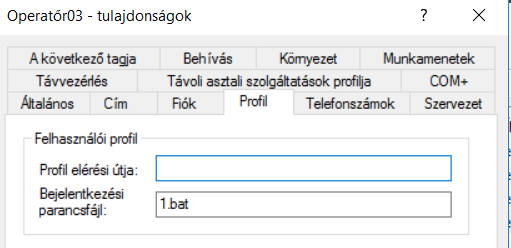 Operatőr03 - tulajdonságok ?
A következő tagja Behívás Környezet Munkamenetek
Távvezérlés Távoli asztali szolgáltatások profilja COM+
Általános Cím Fiók Profil Telefonszámok Szervezet
Felhasználói profil
Profil elérési útja:
Bejelentkezési
parancsfájl: 1.bat